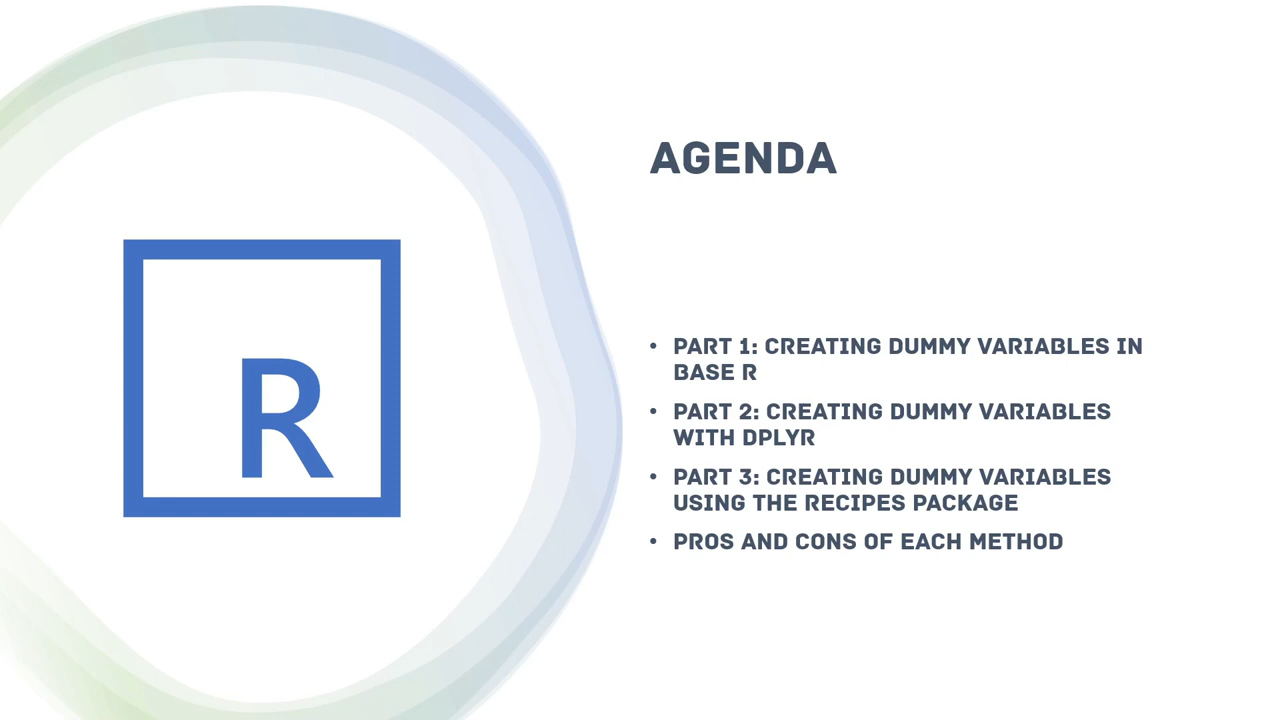 AGENDA
R
• PART 1: CREATING DUMMY VARIABLES IN
BASE R
• PART 2: CREATING DUMMY VARIABLES
WITH DPLYR
• PART 3: CREATING DUMMY VARIABLES
USING THE RECIPES PACKAGE
• PROS AND CONS OF EACH METHOD